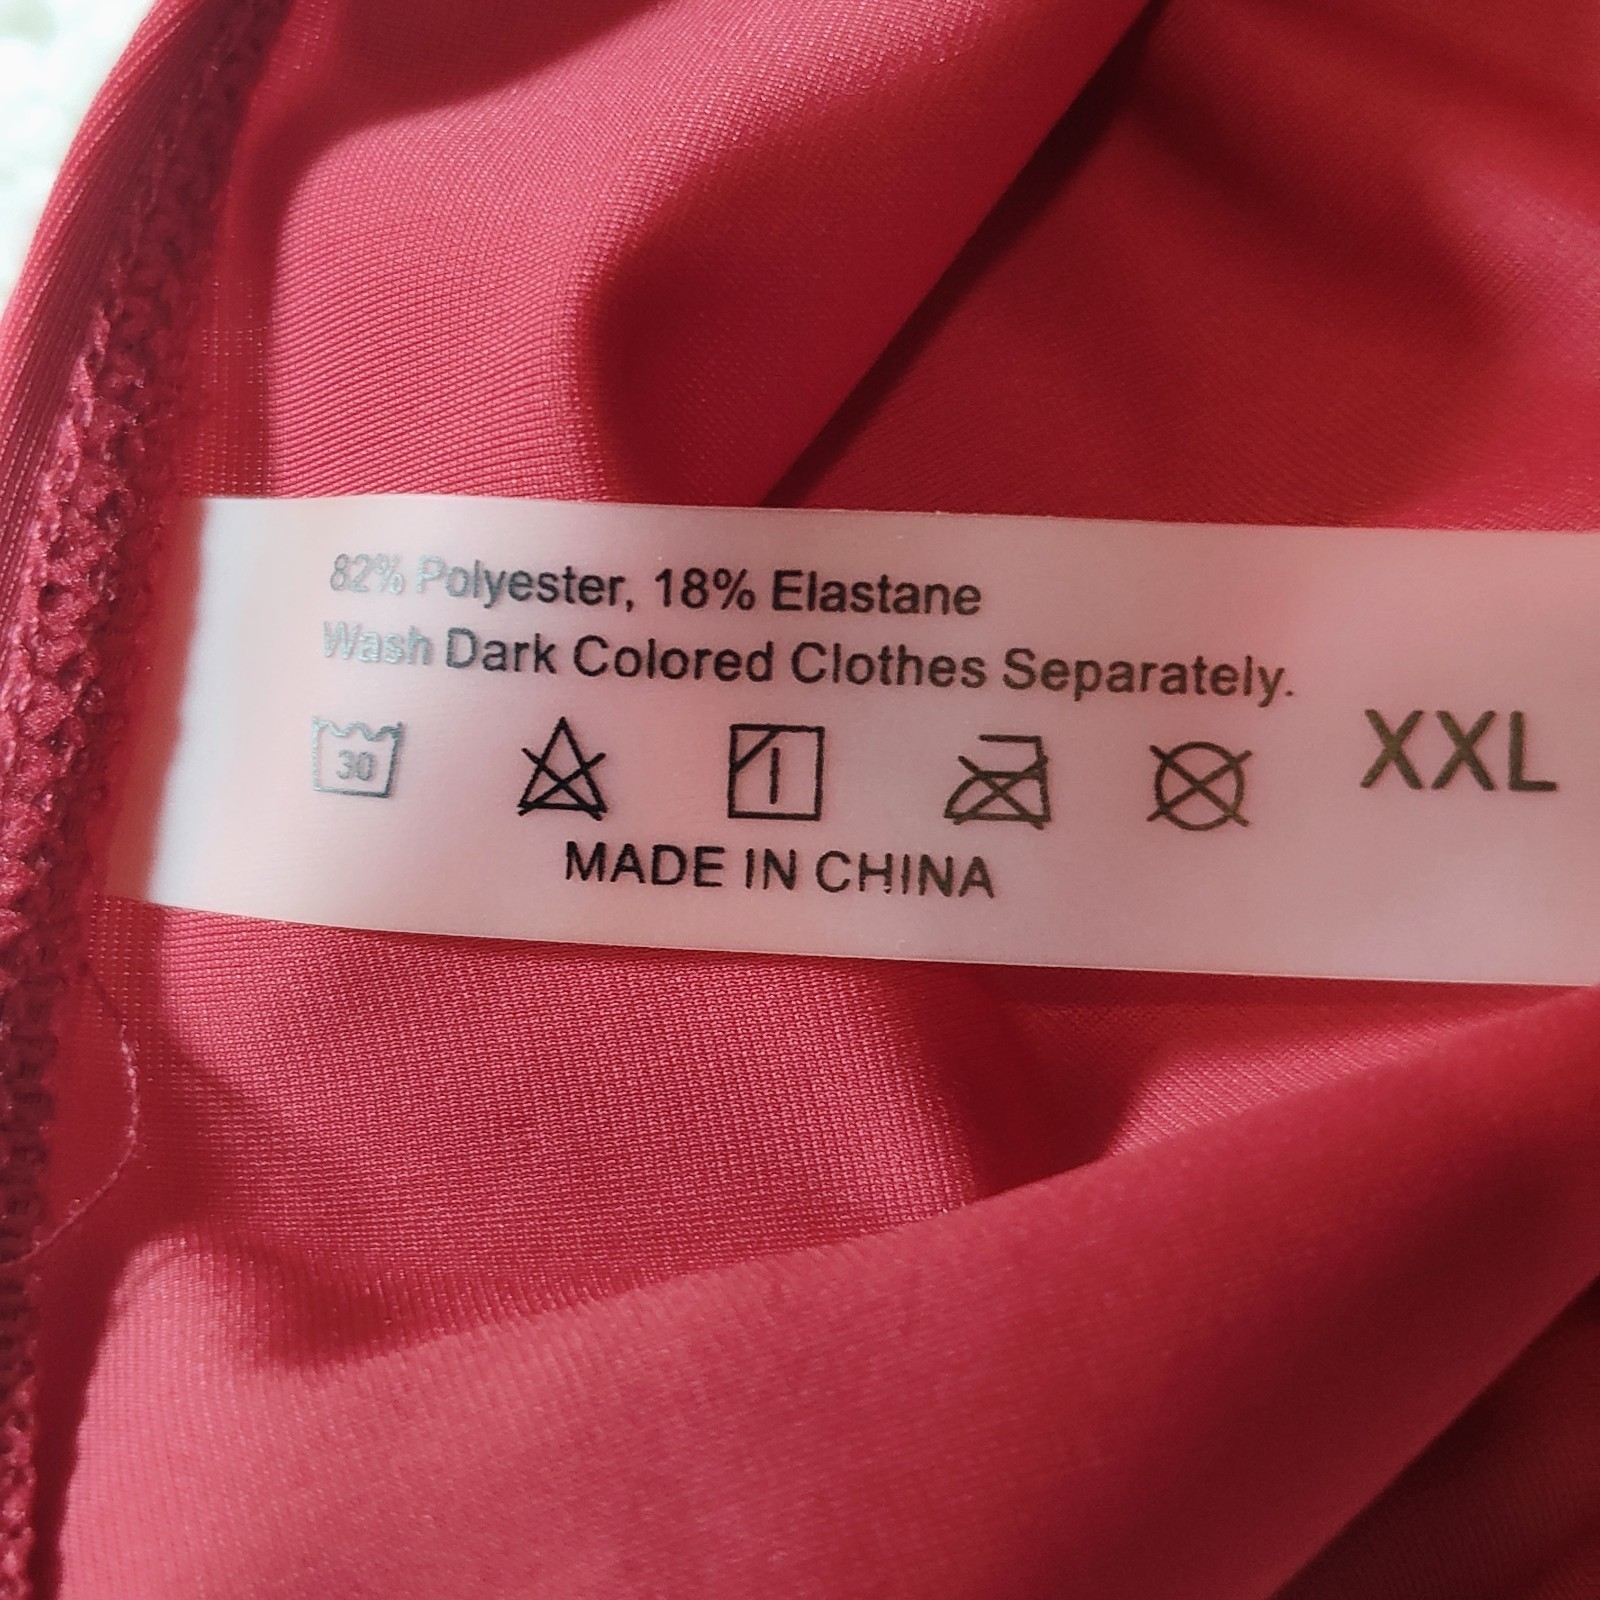 82% Polyester, 18% Elastane
Wash Dark Colored Clothes Separately.
30
XXL
MADE IN CHINA